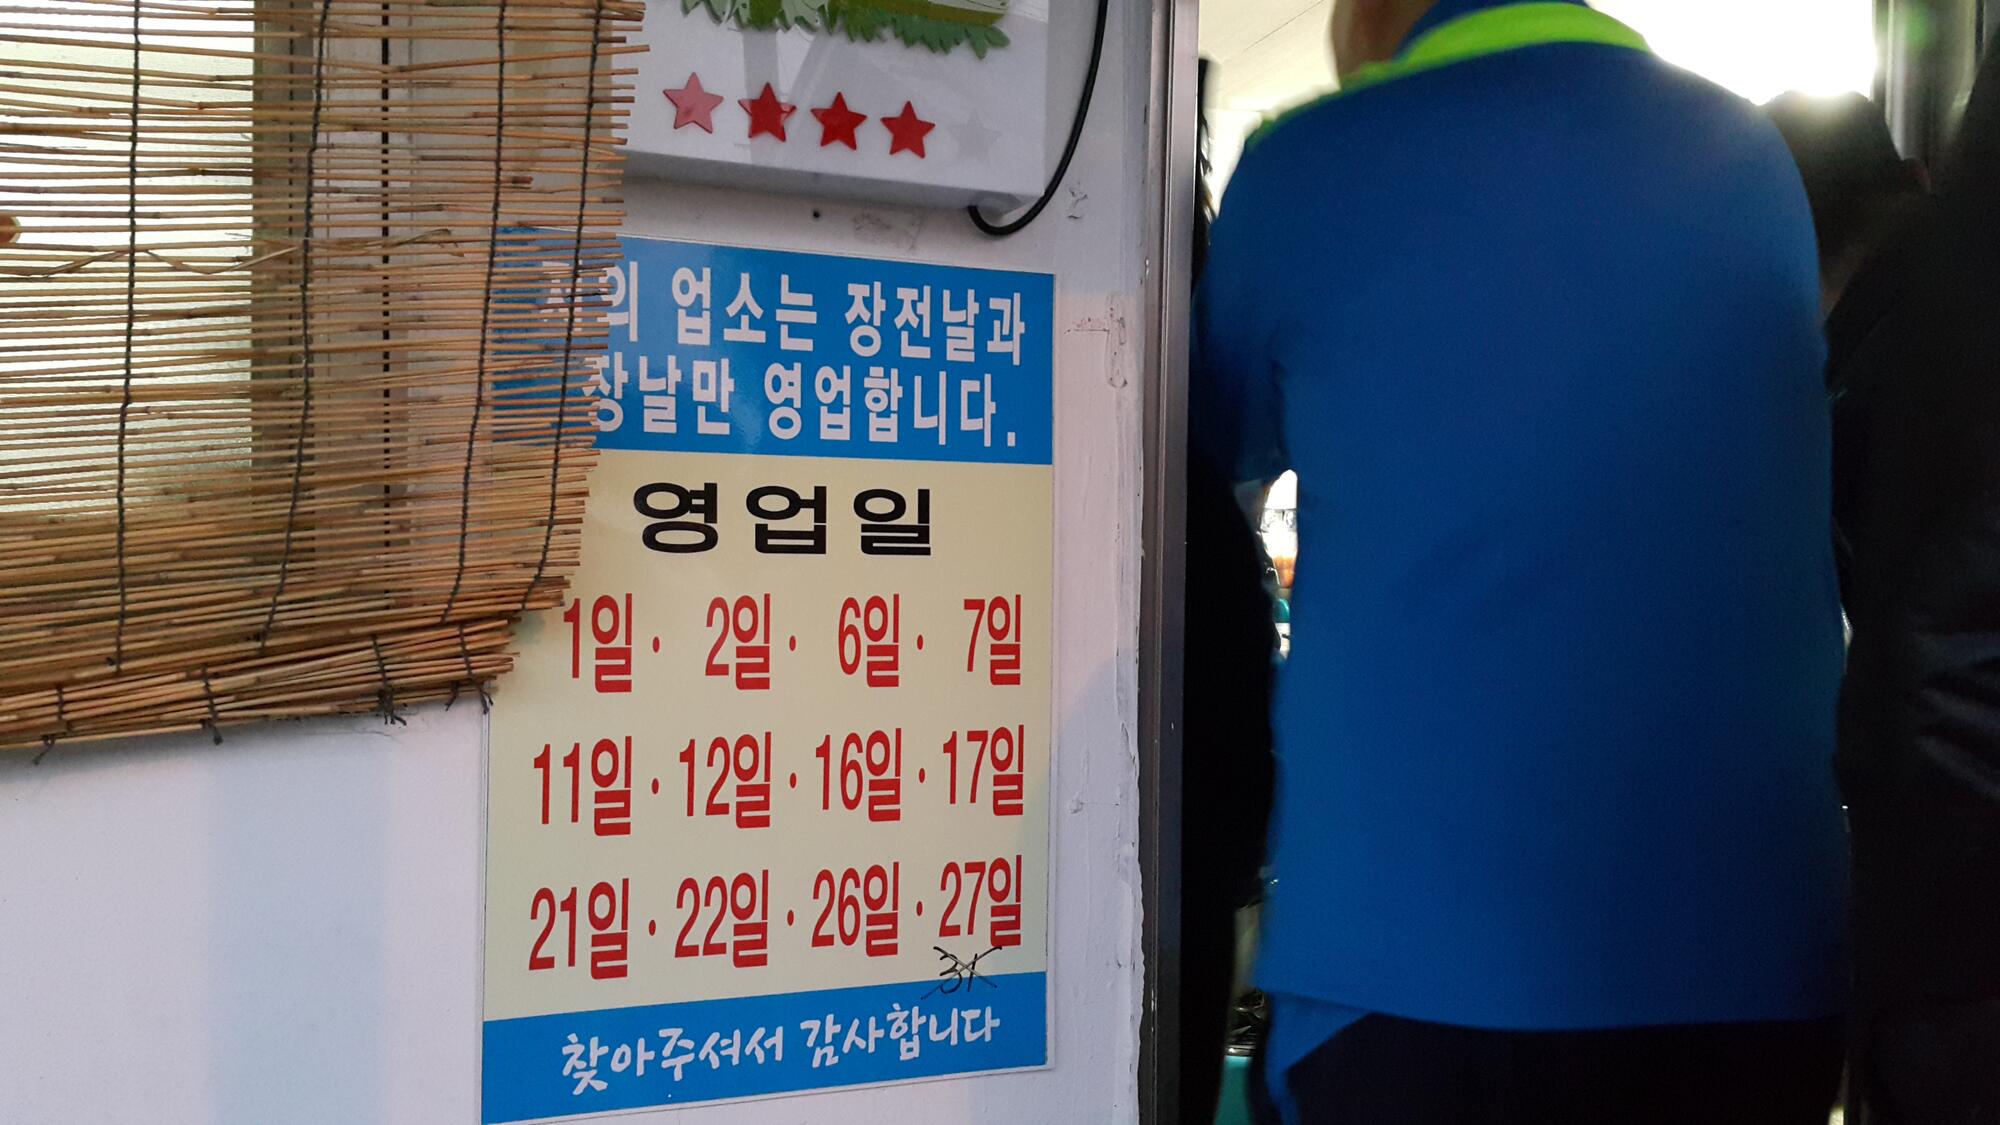 의 업소는 장전날과
장날만 영업합니다.
영업일
1일· 2일· 6일· 7일
11일·12일·16일·17일
21일·22일·26일·27일
31
찾아주셔서 감사합니다